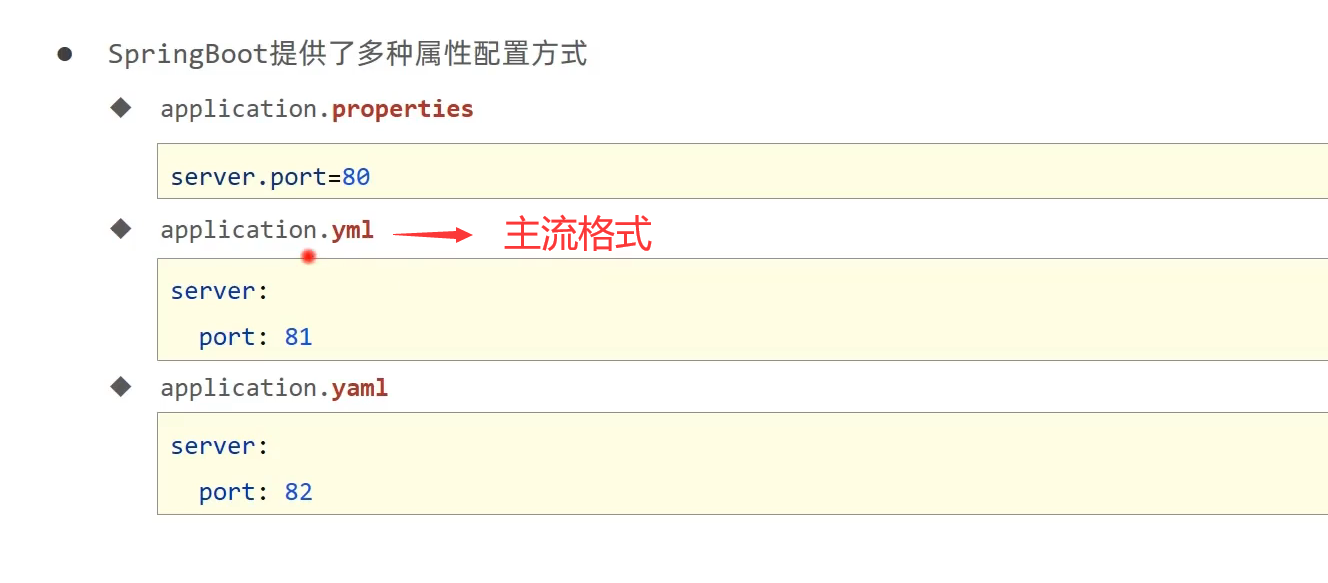 SpringBoot提供了多种属性配置方式
application.properties
server.port=80
application.yml 主流格式
server:
  port: 81
application.yaml
server:
  port: 82